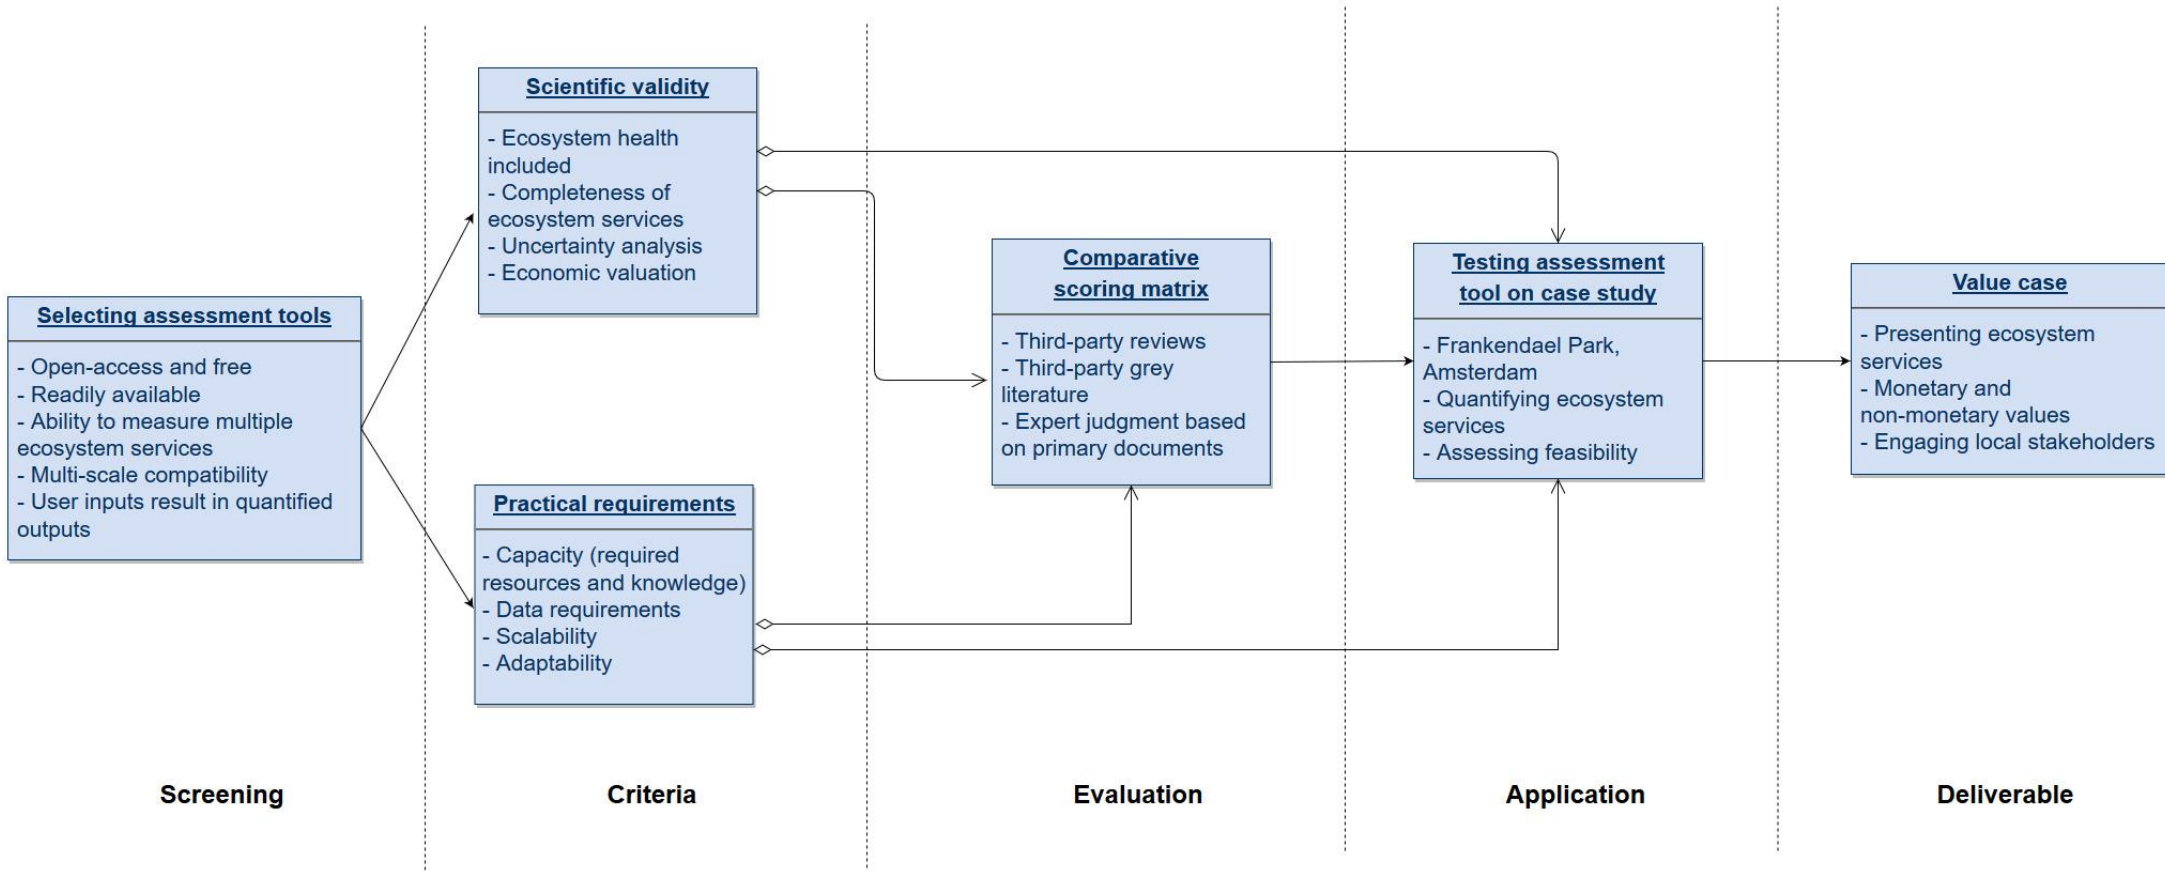 Selecting assessment tools
- Open-access and free
- Readily available
- Ability to measure multiple
ecosystem services
- Multi-scale compatibility
- User inputs result in quantified
outputs
Scientific validity
- Ecosystem health
included
- Completeness of
ecosystem services
- Uncertainty analysis
- Economic valuation
Practical requirements
- Capacity (required
resources and knowledge)
- Data requirements
- Scalability
- Adaptability
Comparative
scoring matrix
- Third-party reviews
- Third-party grey
literature
- Expert judgment based
on primary documents
Testing assessment
tool on case study
- Frankendael Park,
Amsterdam
- Quantifying ecosystem
services
- Assessing feasibility
Value case
- Presenting ecosystem
services
- Monetary and
non-monetary values
- Engaging local stakeholders
Screening
Criteria
Evaluation
Application
Deliverable